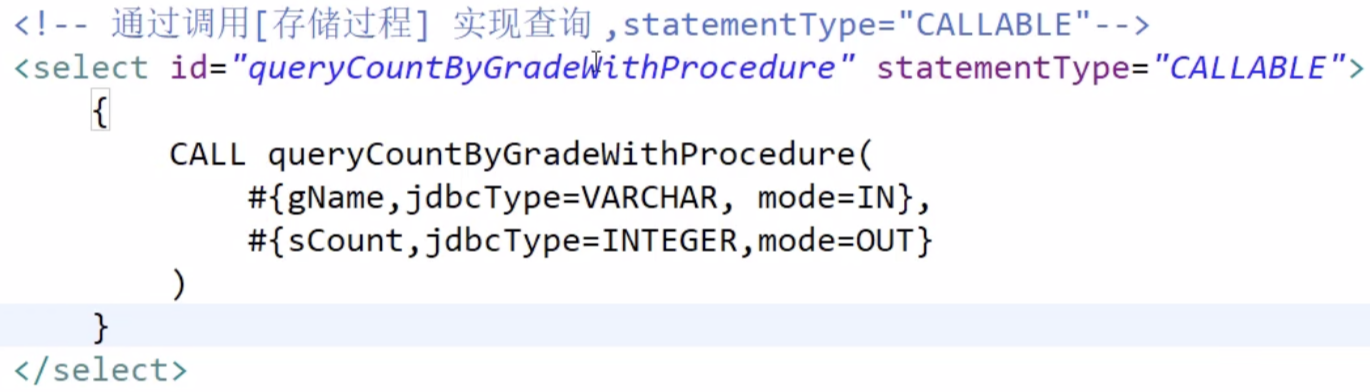 <!-- 通过调用[存储过程] 实现查询 ,statementType="CALLABLE"-->
<select id="queryCountByGradeWithProcedure" statementType="CALLABLE">
{
CALL queryCountByGradeWithProcedure(
#{gName,jdbcType=VARCHAR, mode=IN},
#{sCount,jdbcType=INTEGER,mode=OUT}
)
}
</select>